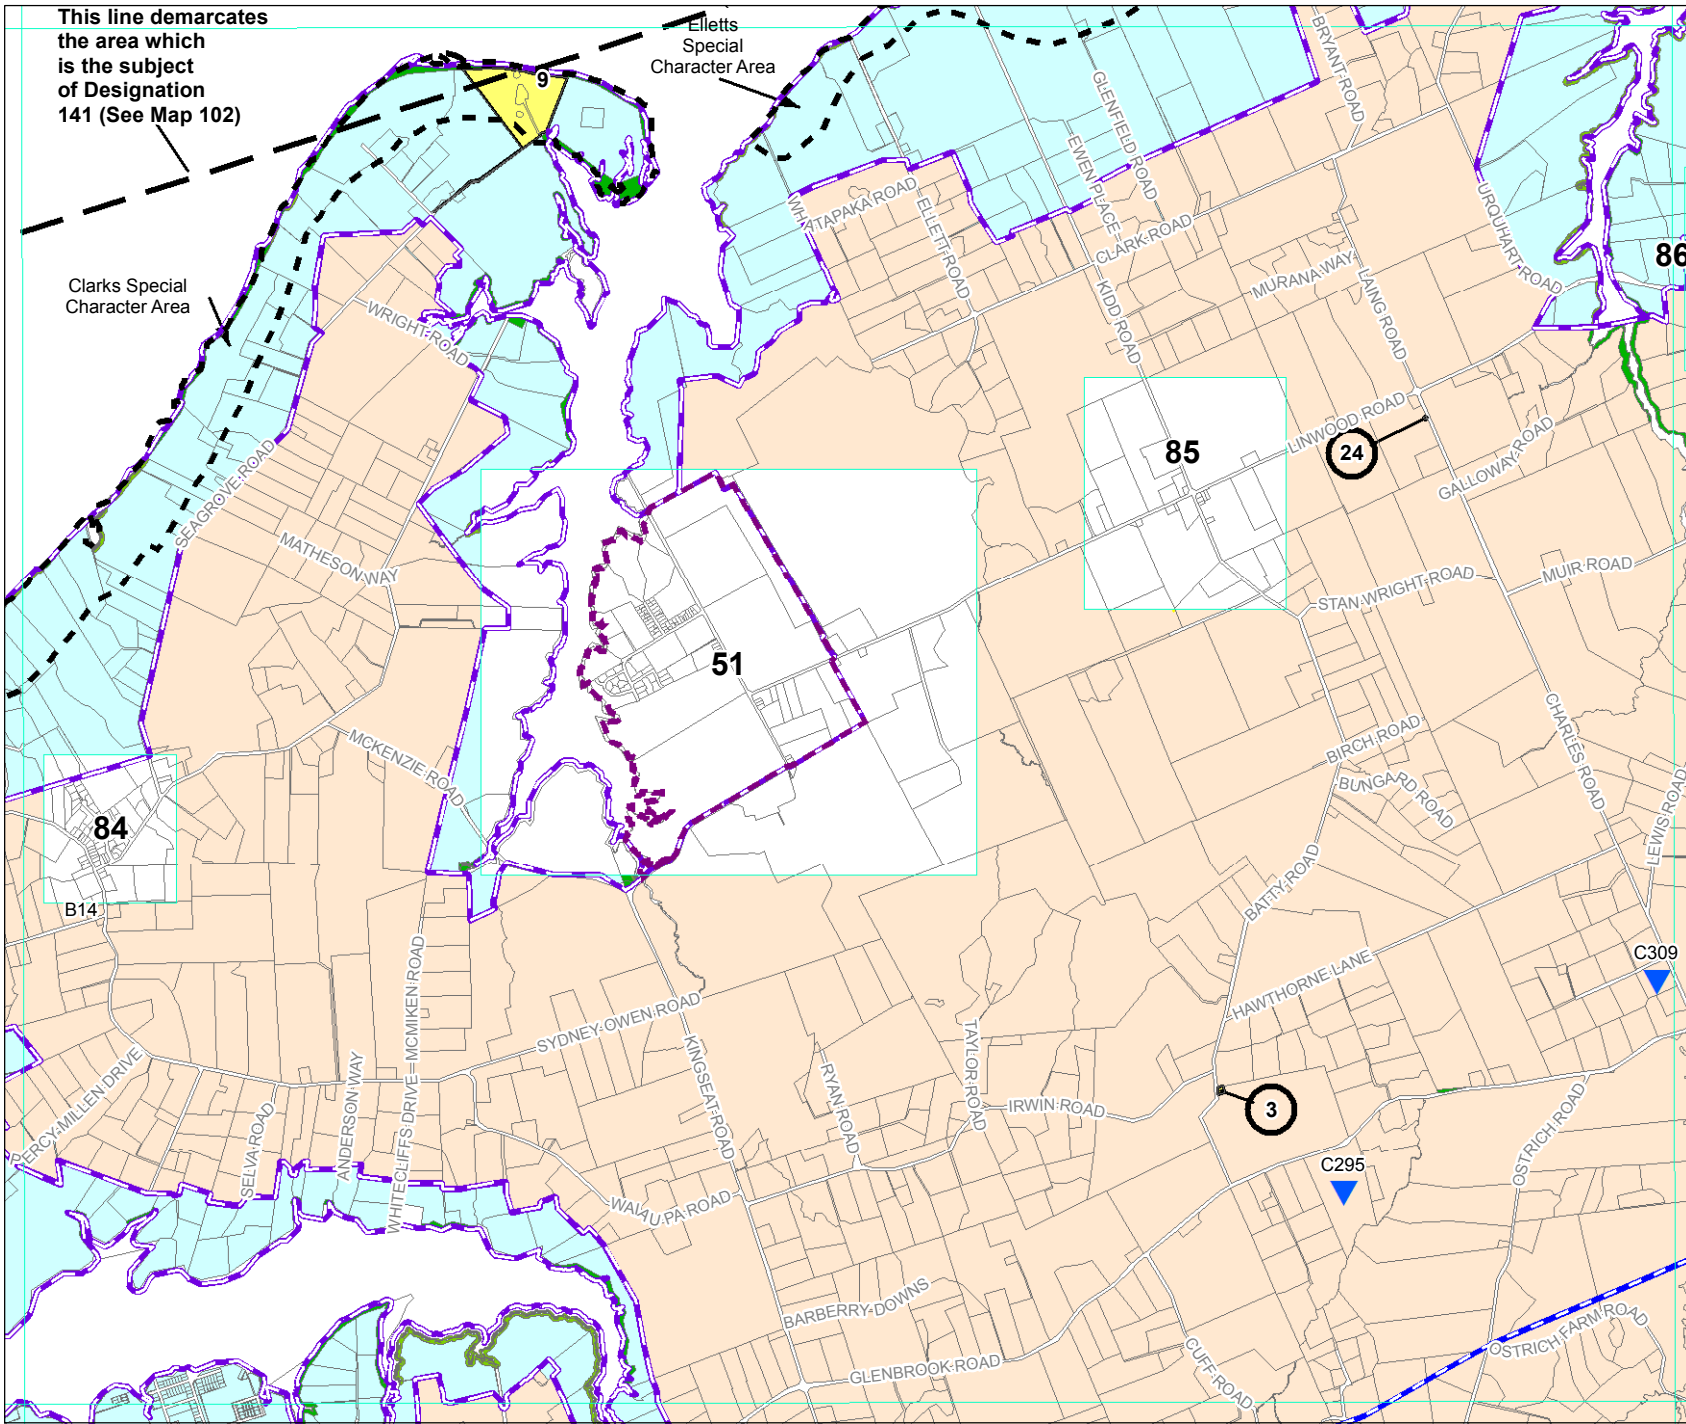 This line demarcates
the area which
is the subject
of Designation
141 (See Map 102)
Elletts
Special
Character Area
9
BRYANT ROAD
GLENFIELD ROAD
EWEN PLACE
WHATAPAKA ROAD
ELLETT ROAD
CLARK ROAD
URQUHART ROAD
86
MURANA WAY
LAING ROAD
KIDD ROAD
Clarks Special
Character Area
WRIGHT ROAD
LINWOOD ROAD
24
85
GALLOWAY ROAD
SEAGROVE ROAD
MATHESON WAY
STAN WRIGHT ROAD
MUIR ROAD
51
CHARLES ROAD
BIRCH ROAD
BUNGARD ROAD
MCKENZIE ROAD
84
LEWIS ROAD
B14
BATTY ROAD
HAWTHORNE LANE
C309
WHITECLIFFS DRIVE
MCMIKEN ROAD
SYDNEY OWEN ROAD
KINGSEAT ROAD
RYAN ROAD
TAYLOR ROAD
IRWIN ROAD
3
PERCY MILLEN DRIVE
SELVA ROAD
ANDERSON WAY
OSTRICH ROAD
C295
WAIAU PA ROAD
BARBERRY DOWNS
GLENBROOK ROAD
CUFF ROAD
OSTRICH FARM ROAD